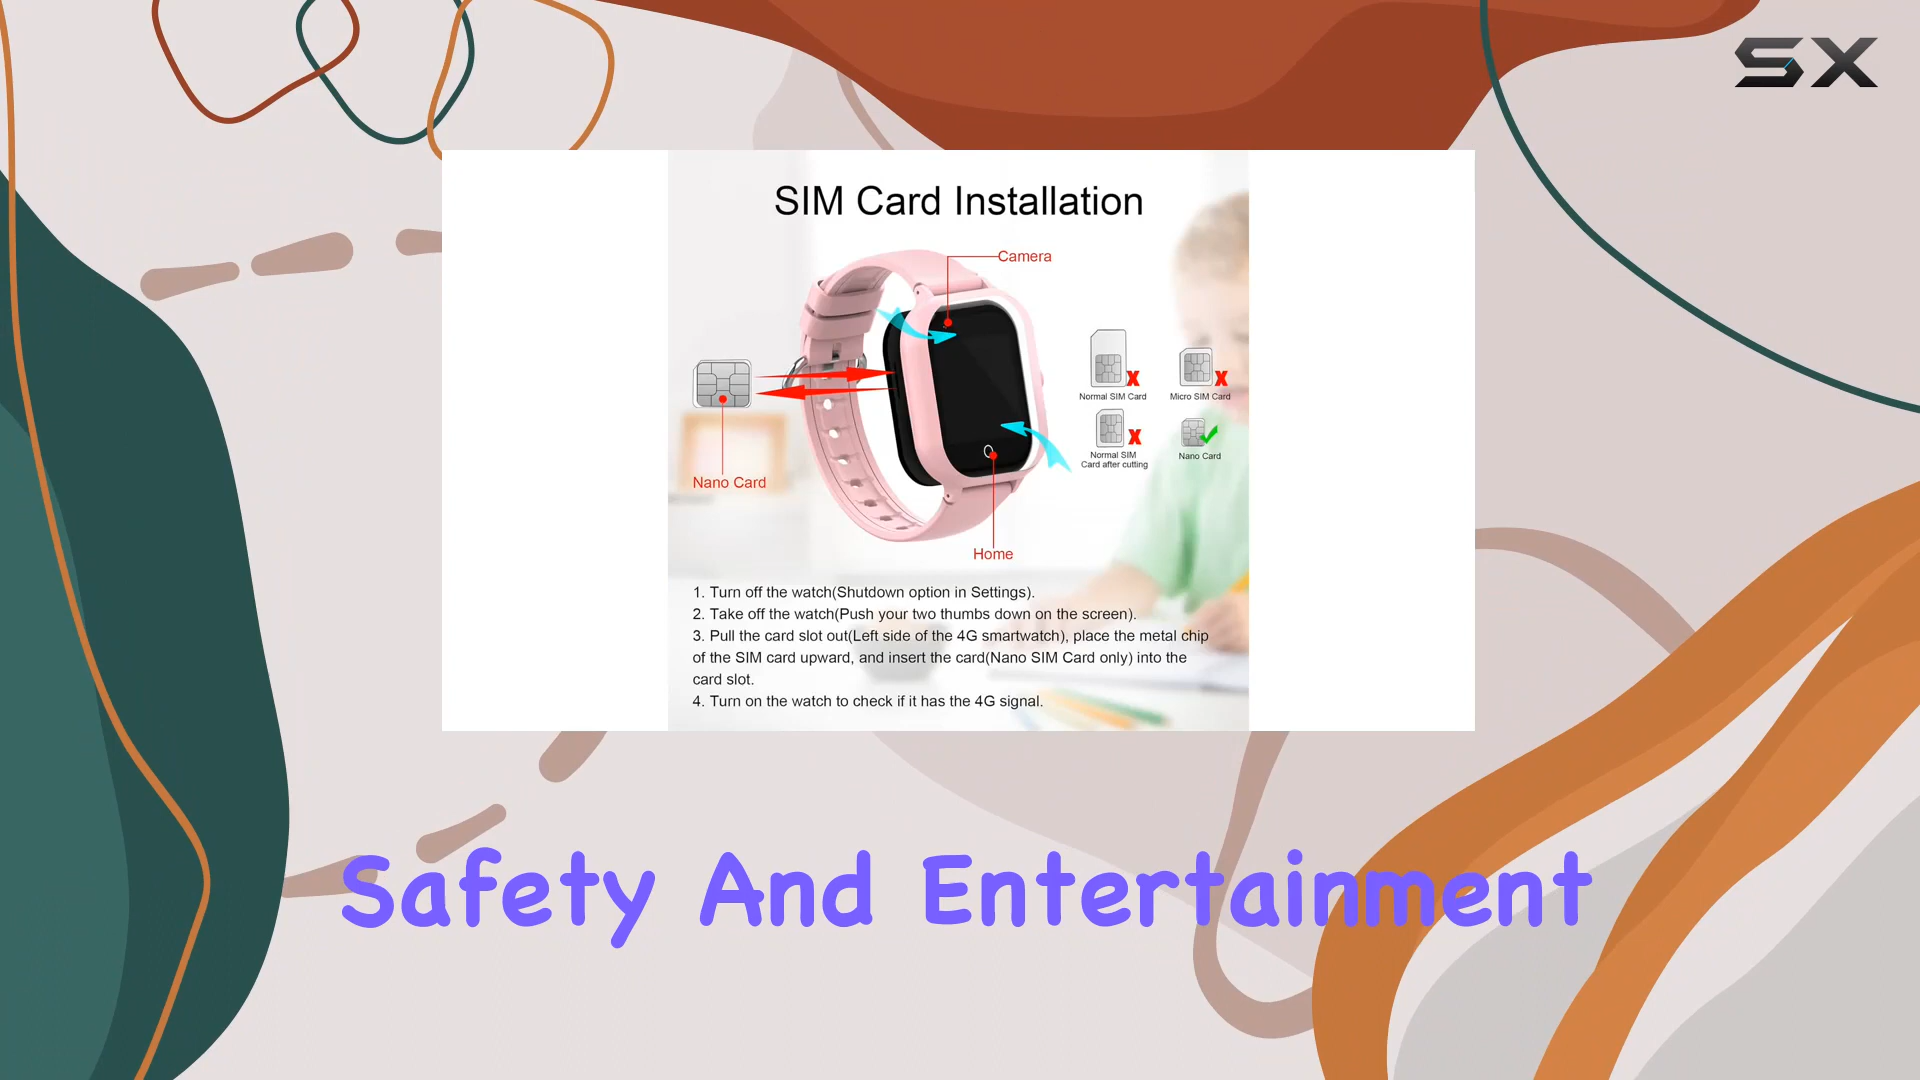 SX
SIM Card Installation
Camera
Normal SIM Card
Micro SIM Card
Normal SIM
Card after cutting
Nano Card
Nano Card
Home
1. Turn off the watch(Shutdown option in Settings).
2. Take off the watch(Push your two thumbs down on the screen).
3. Pull the card slot out(Left side of the 4G smartwatch), place the metal chip
of the SIM card upward, and insert the card(Nano SIM Card only) into the
card slot.
4. Turn on the watch to check if it has the 4G signal.
Safety And Entertainment